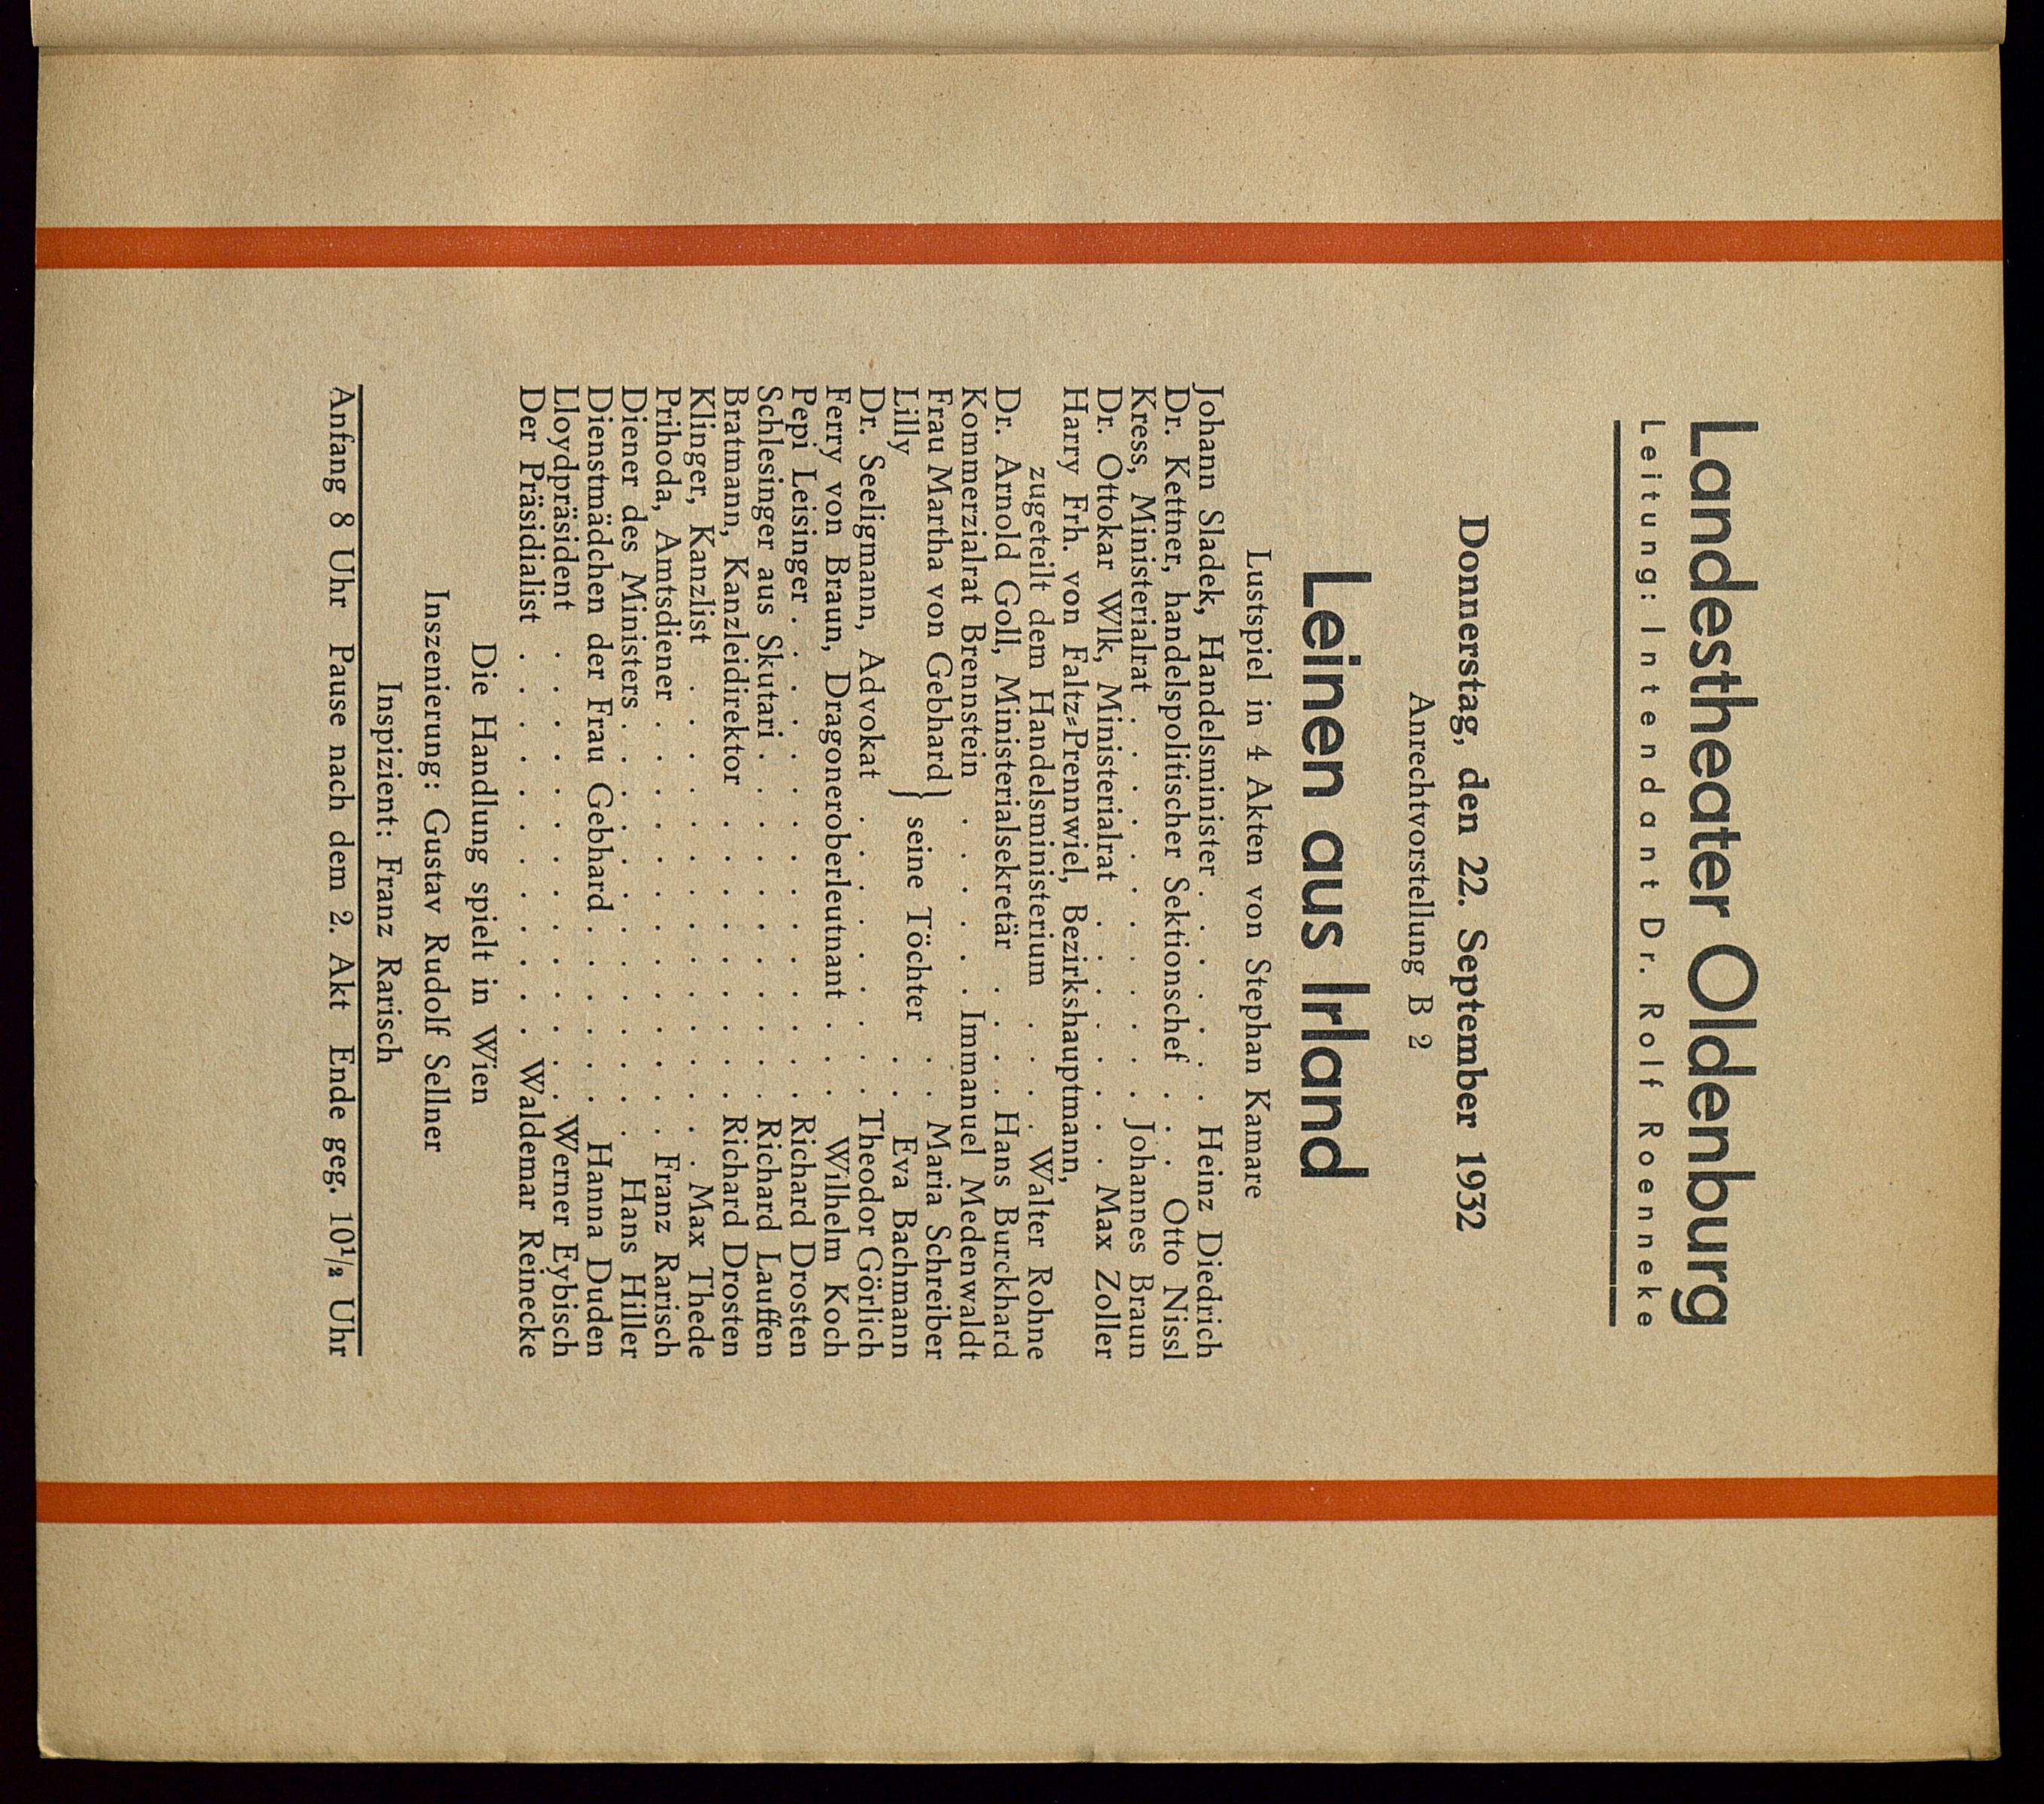 Landestheater Oldenburg
Leitung: Intendant Dr. Rolf Roenneke
Donnerstag, den 22. September 1932
Anrechtvorstellung B 2
Leinen aus Irland
Lustspiel in 4 Akten von Stephan Kamare
Johann Sladek, Handelsminister . . . . . . . Heinz Diedrich
Dr. Kettner, handelspolitischer Sektionschef . . . Otto Nissl
Kress, Ministerialrat . . . . . . . . . . . . Johannes Braun
Dr. Ottokar Wlk, Ministerialrat . . . . . . . . Max Zoller
Harry Frh. von Faltz-Prennwiel, Bezirkshauptmann,
zugeteilt dem Handelsministerium . . . . Walter Rohne
Dr. Arnold Goll, Ministerialsekretär . . . . Hans Burckhard
Kommerzialrat Brennstein . . . . . . Immanuel Medenwaldt
Frau Martha von Gebhard } seine Töchter . . Maria Schreiber
Lilly } . . Eva Bachmann
Dr. Seeligmann, Advokat . . . . . . . . . Theodor Görlich
Ferry von Braun, Dragoneroberleutnant . . . Wilhelm Koch
Pepi Leisinger . . . . . . . . . . . . . . Richard Drosten
Schlesinger aus Skutari . . . . . . . . . . Richard Lauffen
Bratmann, Kanzleidirektor . . . . . . . . . Richard Drosten
Klinger, Kanzlist . . . . . . . . . . . . . . . Max Thede
Prihoda, Amtsdiener . . . . . . . . . . . . . Franz Rarisch
Diener des Ministers . . . . . . . . . . . . . Hans Hiller
Dienstmädchen der Frau Gebhard . . . . . . Hanna Duden
Lloydpräsident . . . . . . . . . . . . . . Werner Eybisch
Der Präsidialist . . . . . . . . . . . . Waldemar Reinecke
Die Handlung spielt in Wien
Inszenierung: Gustav Rudolf Sellner
Inspizient: Franz Rarisch
Anfang 8 Uhr Pause nach dem 2. Akt Ende geg. 10½ Uhr